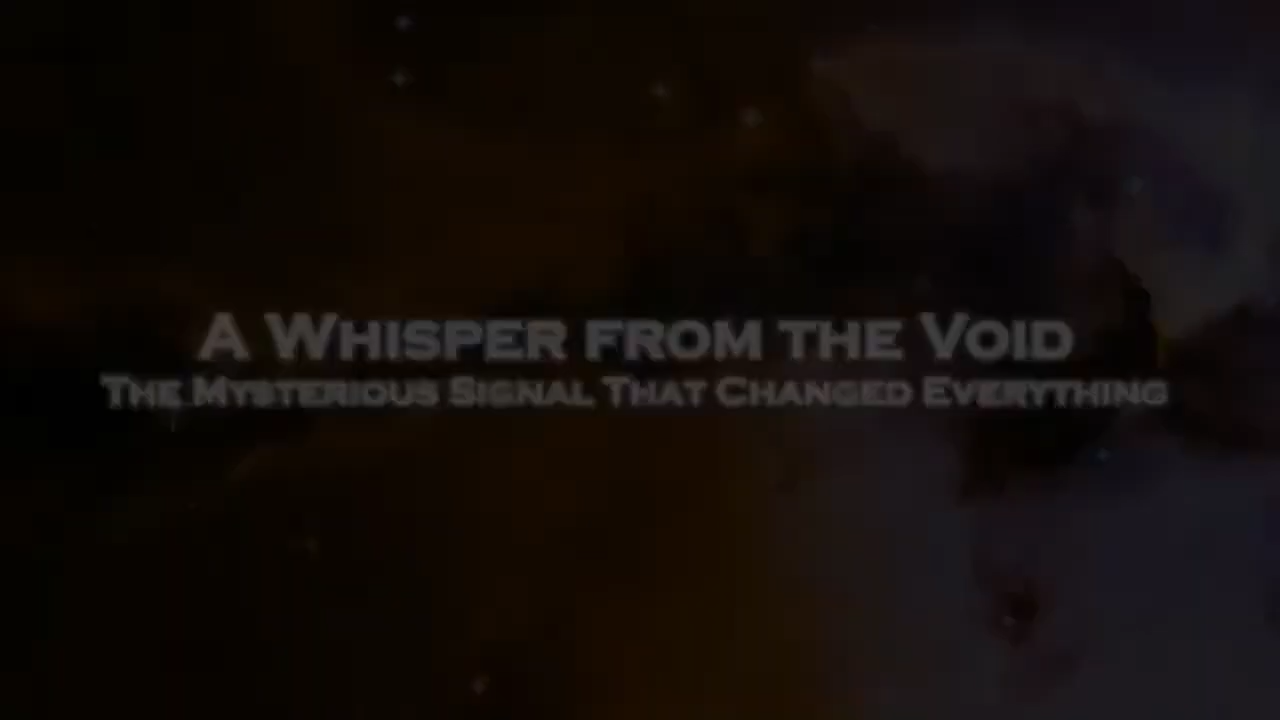 A Whisper from the Void
The Mysterious Signal That Changed Everything